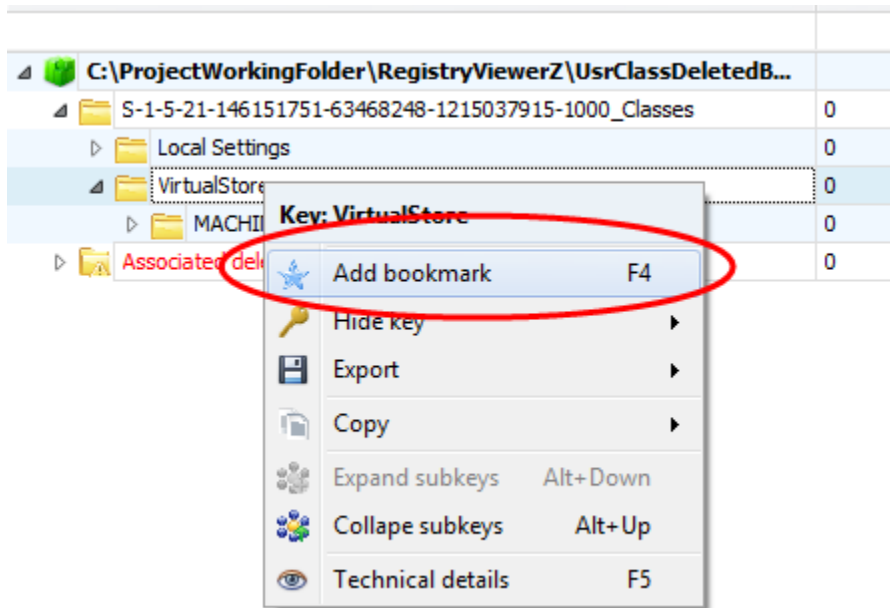 C:\ProjectWorkingFolder\RegistryViewerZ\UsrClassDeletedB...
S-1-5-21-146151751-63468248-1215037915-1000_Classes 0
Local Settings 0
VirtualStore 0
Key: VirtualStore
MACHI 0
Associated del 0
Add bookmark F4
Hide key
Export
Copy
Expand subkeys Alt+Down
Collape subkeys Alt+Up
Technical details F5